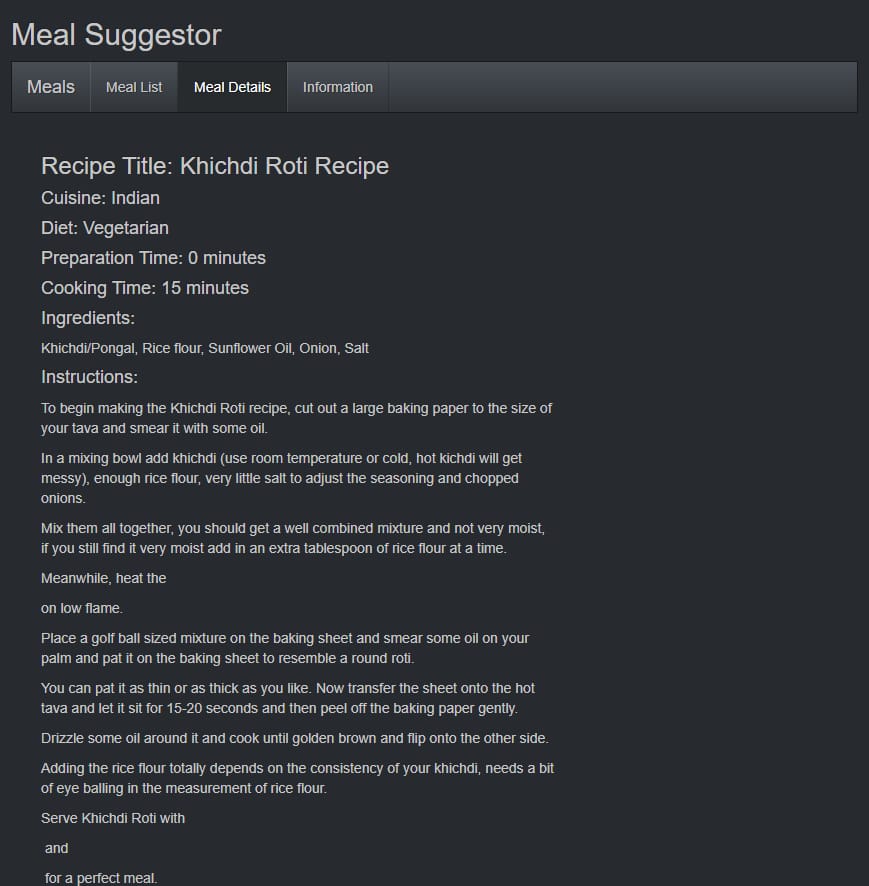 Meal Suggestor
Meals
Meal List
Meal Details
Information
Recipe Title: Khichdi Roti Recipe
Cuisine: Indian
Diet: Vegetarian
Preparation Time: 0 minutes
Cooking Time: 15 minutes
Ingredients:
Khichdi/Pongal, Rice flour, Sunflower Oil, Onion, Salt
Instructions:
To begin making the Khichdi Roti recipe, cut out a large baking paper to the size of
your tava and smear it with some oil.
In a mixing bowl add khichdi (use room temperature or cold, hot kichdi will get
messy), enough rice flour, very little salt to adjust the seasoning and chopped
onions.
Mix them all together, you should get a well combined mixture and not very moist,
if you still find it very moist add in an extra tablespoon of rice flour at a time.
Meanwhile, heat the
on low flame.
Place a golf ball sized mixture on the baking sheet and smear some oil on your
palm and pat it on the baking sheet to resemble a round roti.
You can pat it as thin or as thick as you like. Now transfer the sheet onto the hot
tava and let it sit for 15-20 seconds and then peel off the baking paper gently.
Drizzle some oil around it and cook until golden brown and flip onto the other side.
Adding the rice flour totally depends on the consistency of your khichdi, needs a bit
of eye balling in the measurement of rice flour.
Serve Khichdi Roti with
and
for a perfect meal.